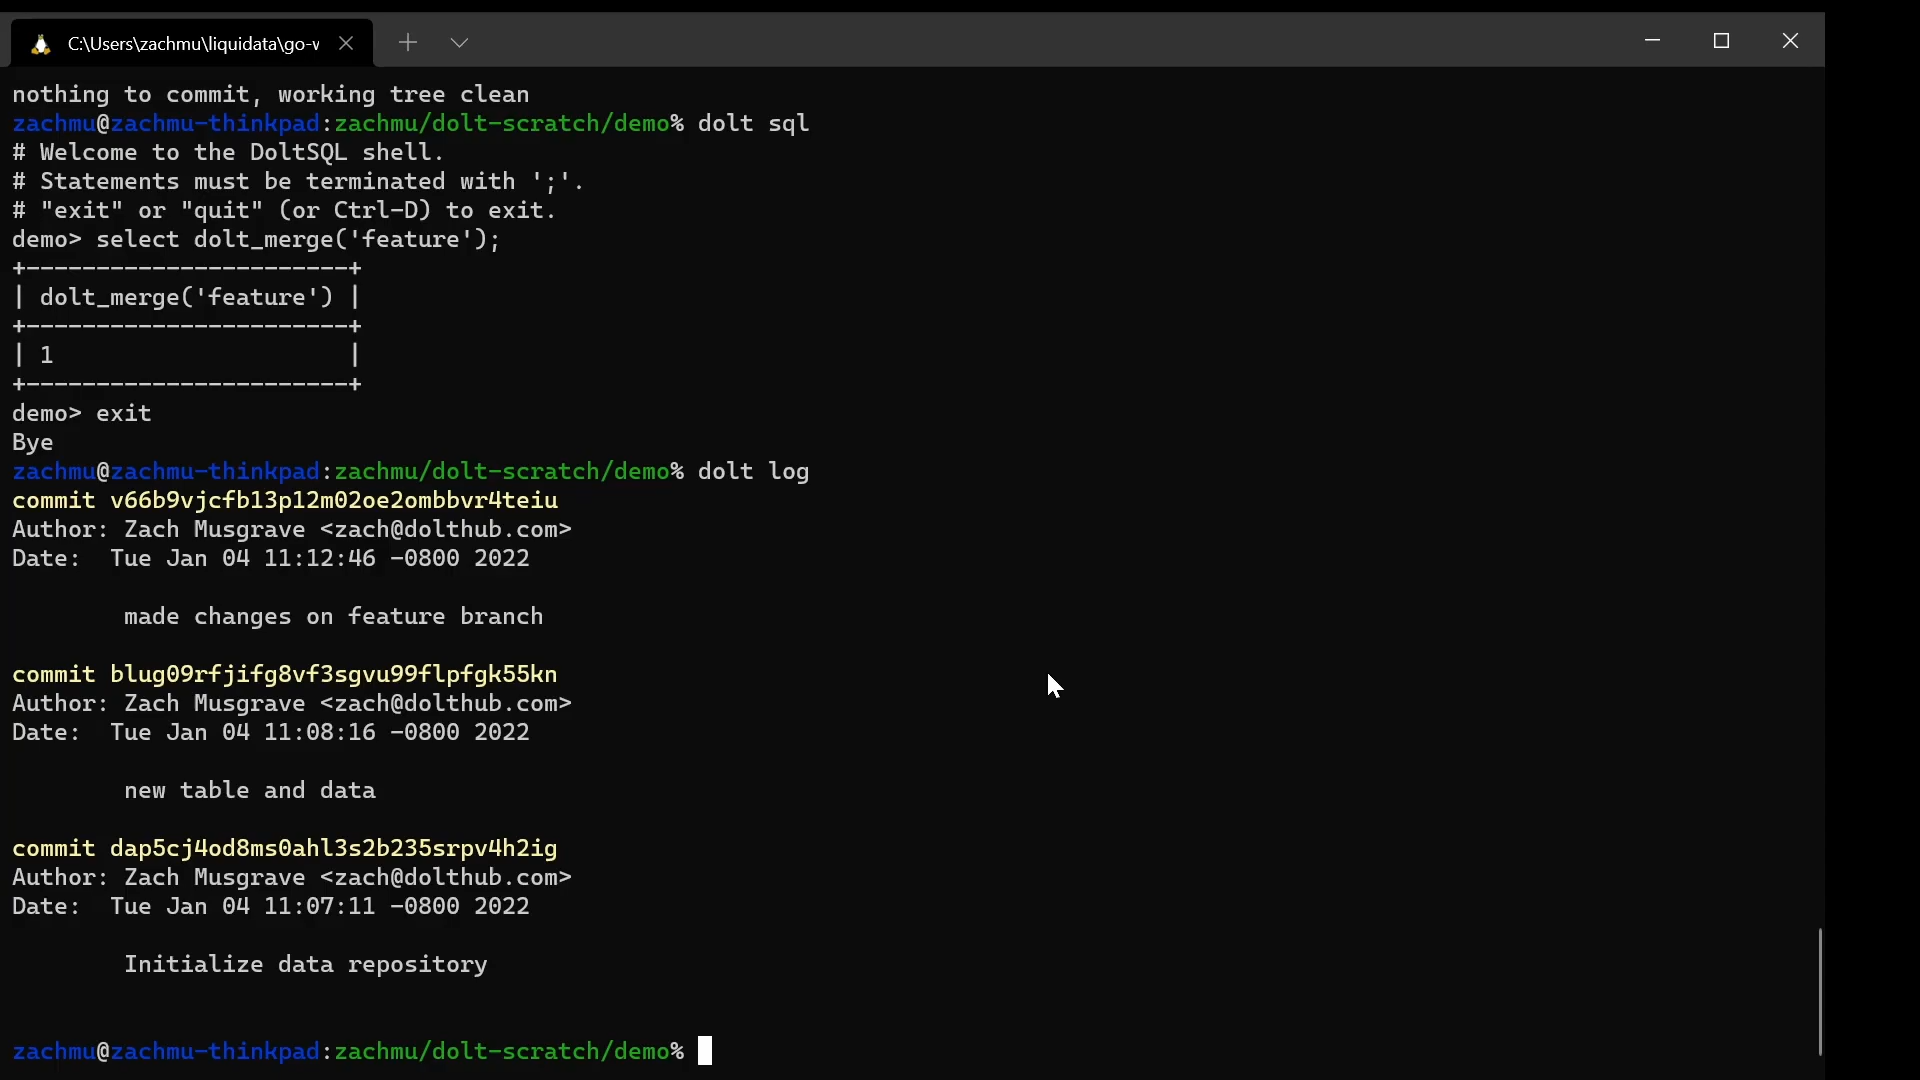 C:\Users\zachmu\liquidata\go-v
nothing to commit, working tree clean
zachmu@zachmu-thinkpad:zachmu/dolt-scratch/demo% dolt sql
# Welcome to the DoltSQL shell.
# Statements must be terminated with ';'.
# "exit" or "quit" (or Ctrl-D) to exit.
demo> select dolt_merge('feature');
+-----------------------+
| dolt_merge('feature') |
+-----------------------+
| 1                     |
+-----------------------+
demo> exit
Bye
zachmu@zachmu-thinkpad:zachmu/dolt-scratch/demo% dolt log
commit v66b9vjcfb13p12m02oe2ombbvr4teiu
Author: Zach Musgrave <zach@dolthub.com>
Date:  Tue Jan 04 11:12:46 -0800 2022
made changes on feature branch
commit blug09rfjifg8vf3sgvu99flpfgk55kn
Author: Zach Musgrave <zach@dolthub.com>
Date:  Tue Jan 04 11:08:16 -0800 2022
new table and data
commit dap5cj4od8ms0ahl3s2b235srpv4h2ig
Author: Zach Musgrave <zach@dolthub.com>
Date:  Tue Jan 04 11:07:11 -0800 2022
Initialize data repository
zachmu@zachmu-thinkpad:zachmu/dolt-scratch/demo%